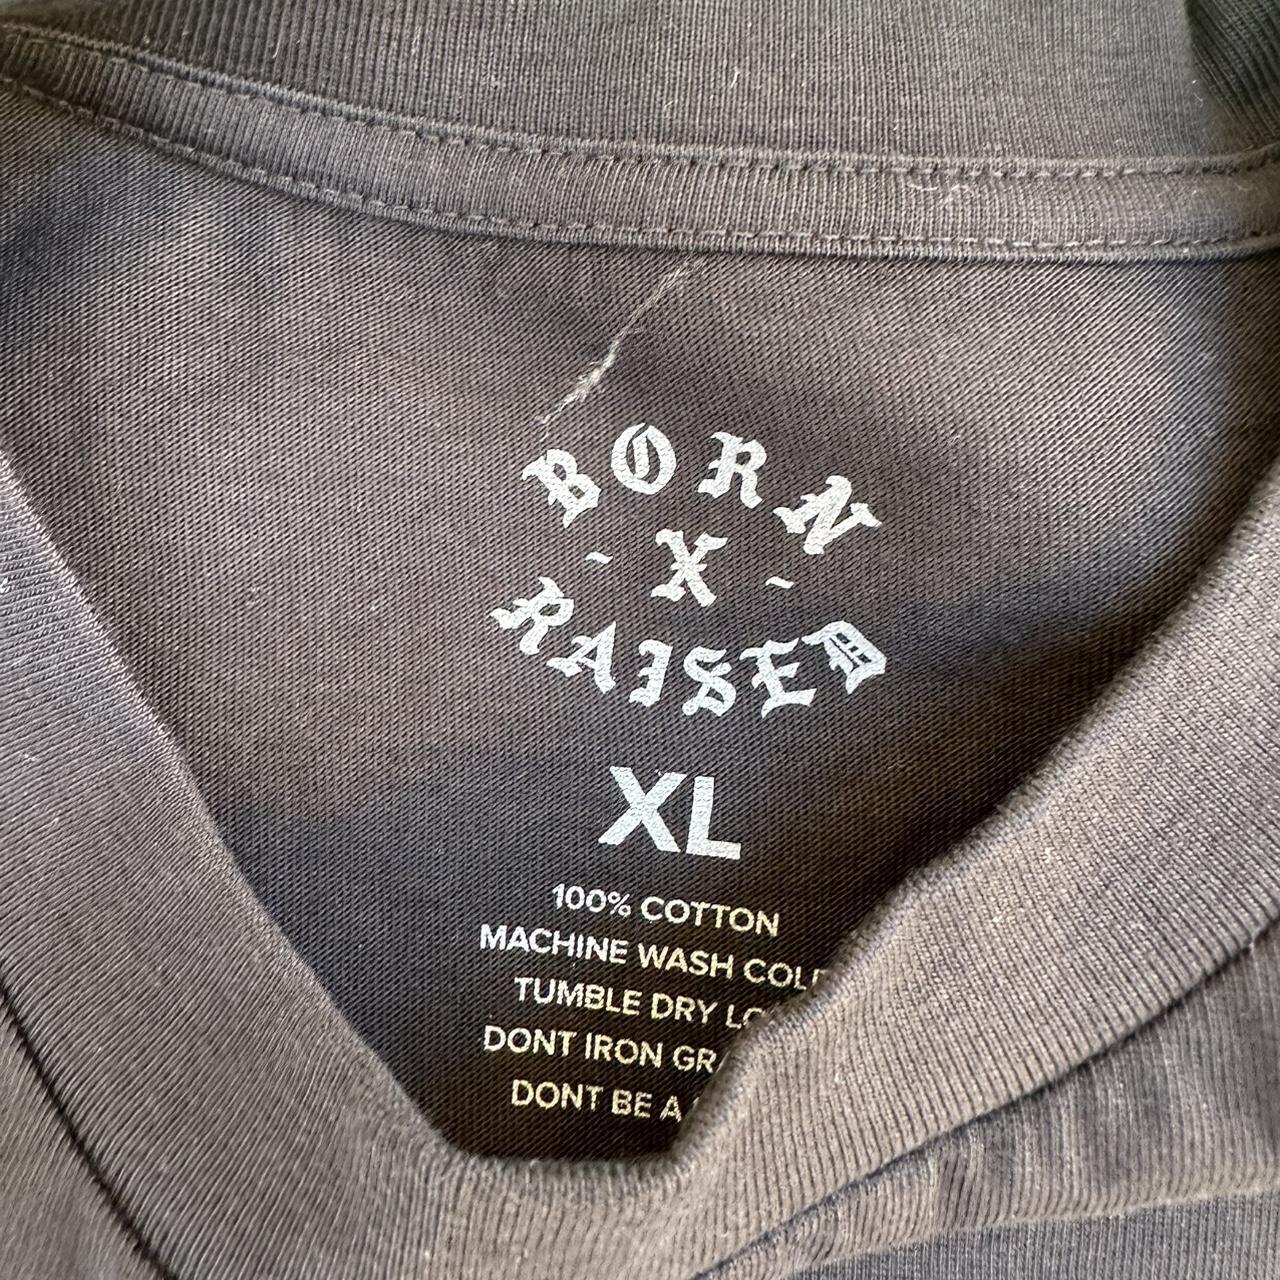 BORN
~ X ~
RAISED
XL
100% COTTON
MACHINE WASH
TUMBLE DRY
DONT IRON
DONT BE A